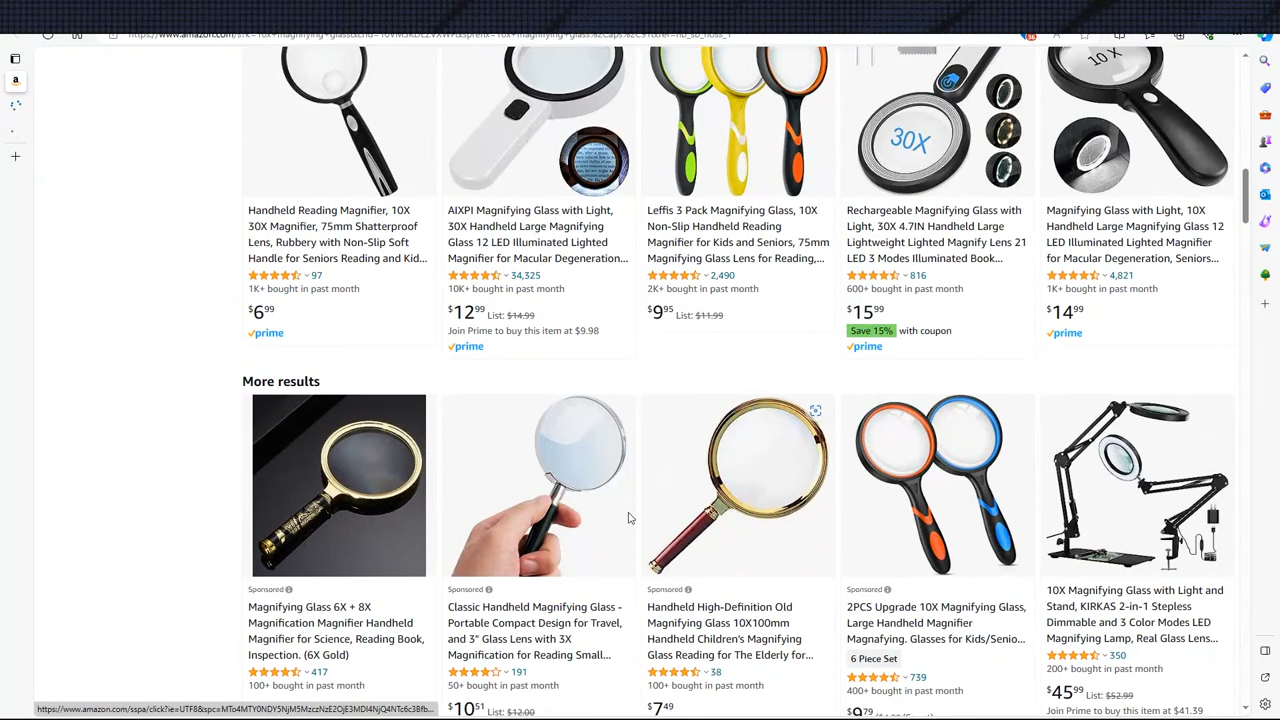 10 X
30X
Handheld Reading Magnifier, 10X
30X Magnifier, 75mm Shatterproof
Lens, Rubbery with Non-Slip Soft
Handle for Seniors Reading and Kid...
97
1K+ bought in past month
$6 99
prime
AIXPI Magnifying Glass with Light,
30X Handheld Large Magnifying
Glass 12 LED Illuminated Lighted
Magnifier for Macular Degeneration...
34,325
10K+ bought in past month
$12 99 List: $14.99
Join Prime to buy this item at $9.98
prime
Leffis 3 Pack Magnifying Glass, 10X
Non-Slip Handheld Reading
Magnifier for Kids and Seniors, 75mm
Magnifying Glass Lens for Reading,...
2,490
2K+ bought in past month
$9 95 List: $11.99
Rechargeable Magnifying Glass with
Light, 30X 4.7IN Handheld Large
Lightweight Lighted Magnify Lens 21
LED 3 Modes Illuminated Book...
816
600+ bought in past month
$15 99
Save 15% with coupon
prime
Magnifying Glass with Light, 10X
Handheld Large Magnifying Glass 12
LED Illuminated Lighted Magnifier
for Macular Degeneration, Seniors...
4,821
1K+ bought in past month
$14 99
prime
More results
Sponsored
Magnifying Glass 6X + 8X
Magnification Magnifier Handheld
Magnifier for Science, Reading Book,
Inspection. (6X Gold)
417
100+ bought in past month
Sponsored
Classic Handheld Magnifying Glass -
Portable Compact Design for Travel,
and 3" Glass Lens with 3X
Magnification for Reading Small...
191
50+ bought in past month
$10 51 List: $12.00
Sponsored
Handheld High-Definition Old
Magnifying Glass 10X100mm
Handheld Children's Magnifying
Glass Reading for The Elderly for...
38
100+ bought in past month
$7 49
Sponsored
2PCS Upgrade 10X Magnifying Glass,
Large Handheld Magnifier
Magnafying. Glasses for Kids/Senio...
6 Piece Set
739
400+ bought in past month
$9 79
10X Magnifying Glass with Light and
Stand, KIRKAS 2-in-1 Stepless
Dimmable and 3 Color Modes LED
Magnifying Lamp, Real Glass Lens...
350
200+ bought in past month
$45 99 List: $52.99
Join Prime to buy this item at $41.39
https://www.amazon.com/sspa/click?ie=UTF8&spc=MTo4MTY0NDY5NjM5MzczNzE2OjE3MDI4NjQ4NTc6c3Bfb...